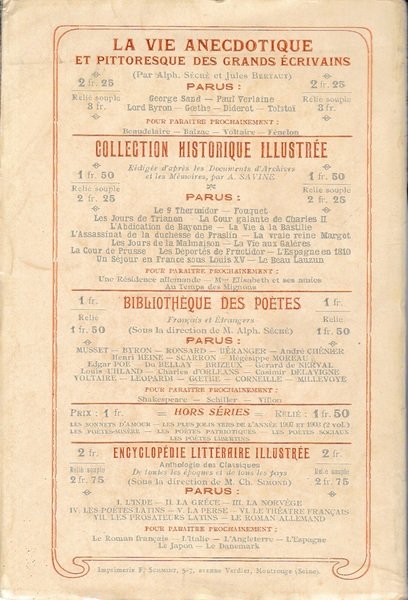 LA VIE ANECDOTIQUE
ET PITTORESQUE DES GRANDS ÉCRIVAINS
(Par Alph. SÉCHÉ et Jules BERTAUT)
2 fr. 25 PARUS : 2 fr. 25
Relié souple George Sand — Paul Verlaine Relié souple
3 fr. Lord Byron — Gœthe — Diderot — Tolstoï 3 fr.
POUR PARAITRE PROCHAINEMENT :
Beaudelaire — Balzac — Voltaire — Fénelon
COLLECTION HISTORIQUE ILLUSTRÉE
Rédigée d'après les Documents d'Archives
1 fr. 50 et les Mémoires, par A. SAVINE 1 fr. 50
Relié souple Relié souple
2 fr. 25 PARUS : 2 fr. 25
Le 9 Thermidor — Fouquet
Les Jours de Trianon — La Cour galante de Charles II
L'Abdication de Bayonne — La Vie à la Bastille
L'Assassinat de la duchesse de Praslin — La vraie reine Margot
Les Jours de la Malmaison — La Vie aux Galères
La Cour de Prusse — Les Déportés de Fructidor — L'Espagne en 1810
Un Séjour en France sous Louis XV — Le Beau Lauzun
POUR PARAITRE PROCHAINEMENT :
Une Résidence allemande — Mme Elisabeth et ses amies
Au Temps des Mignons
1 fr. BIBLIOTHÈQUE DES POÈTES 1 fr.
Relié Français et Étrangers Relié
1 fr. 50 (Sous la direction de M. Alph. SÉCHÉ) 1 fr. 50
PARUS :
MUSSET — BYRON — RONSARD — BÉRANGER — André CHÉNIER
Henri HEINE — SCARRON — Hégésippe MOREAU
Edgar POE — Du BELLAY — BRIZEUX — Gérard de NERVAL
Louis UHLAND — Charles d'ORLÉANS — Casimir DELAVIGNE
VOLTAIRE — LEOPARDI — GŒTHE — CORNEILLE — MILLEVOYE
POUR PARAITRE PROCHAINEMENT :
Shakespeare — Schiller — Villon
PRIX : 1 fr. = HORS SÉRIES = RELIÉ : 1 fr. 50
LES SONNETS D'AMOUR — LES PLUS JOLIS VERS DE L'ANNÉE 1907 ET 1908 (2 vol.)
LES POÈTES-MISÈRE — LES POÈTES PATRIOTIQUES — LES POÈTES SOCIAUX
LES POÈTES LIBERTINS
2 fr. ENCYCLOPÉDIE LITTÉRAIRE ILLUSTRÉE 2 fr.
Anthologie des Classiques
Relié souple De toutes les époques et de tous les pays Relié souple
2 fr. 75 (Sous la direction de M. Ch. SIMOND) 2 fr. 75
PARUS :
I. L'INDE — II. LA GRÈCE — III. LA NORVÈGE
IV. LES POÈTES LATINS — V. LA PERSE — VI. LE THÉATRE FRANÇAIS
VII. LES PROSATEURS LATINS — LE ROMAN ALLEMAND
POUR PARAITRE PROCHAINEMENT :
Le Roman français — L'Italie — L'Angleterre — L'Espagne
Le Japon — Le Danemark
Imprimerie F. SCHMIDT, 5-7, avenue Verdier, Montrouge (Seine).